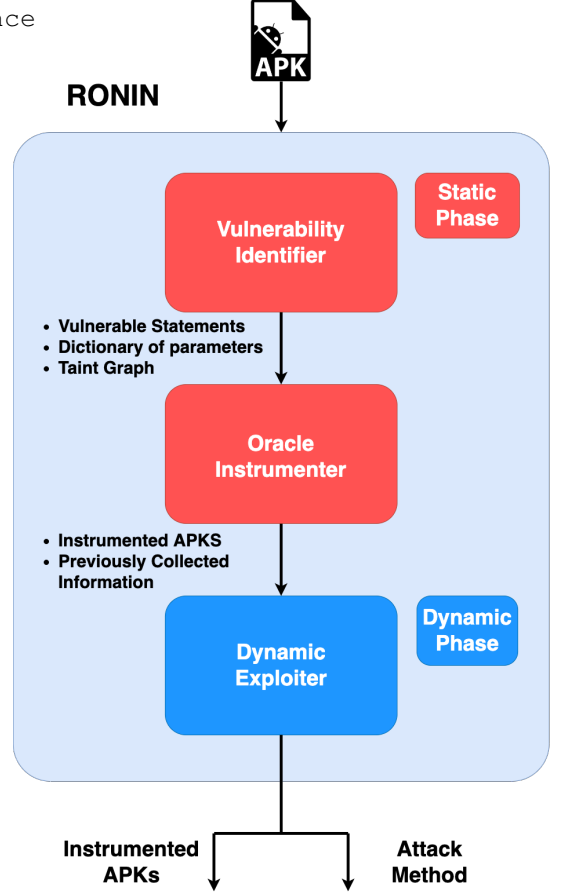 APK
RONIN
Vulnerability
Identifier
Static
Phase
• Vulnerable Statements
• Dictionary of parameters
• Taint Graph
Oracle
Instrumenter
• Instrumented APKS
• Previously Collected
Information
Dynamic
Exploiter
Dynamic
Phase
Instrumented
APKs
Attack
Method